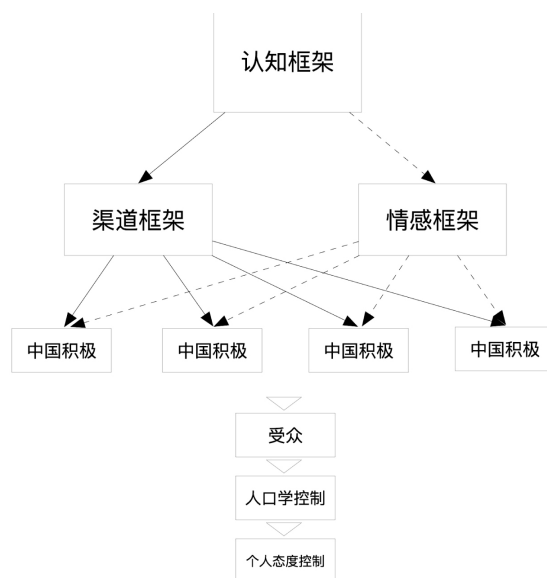 认知框架
渠道框架
情感框架
中国积极
中国积极
中国积极
中国积极
受众
人口学控制
个人态度控制